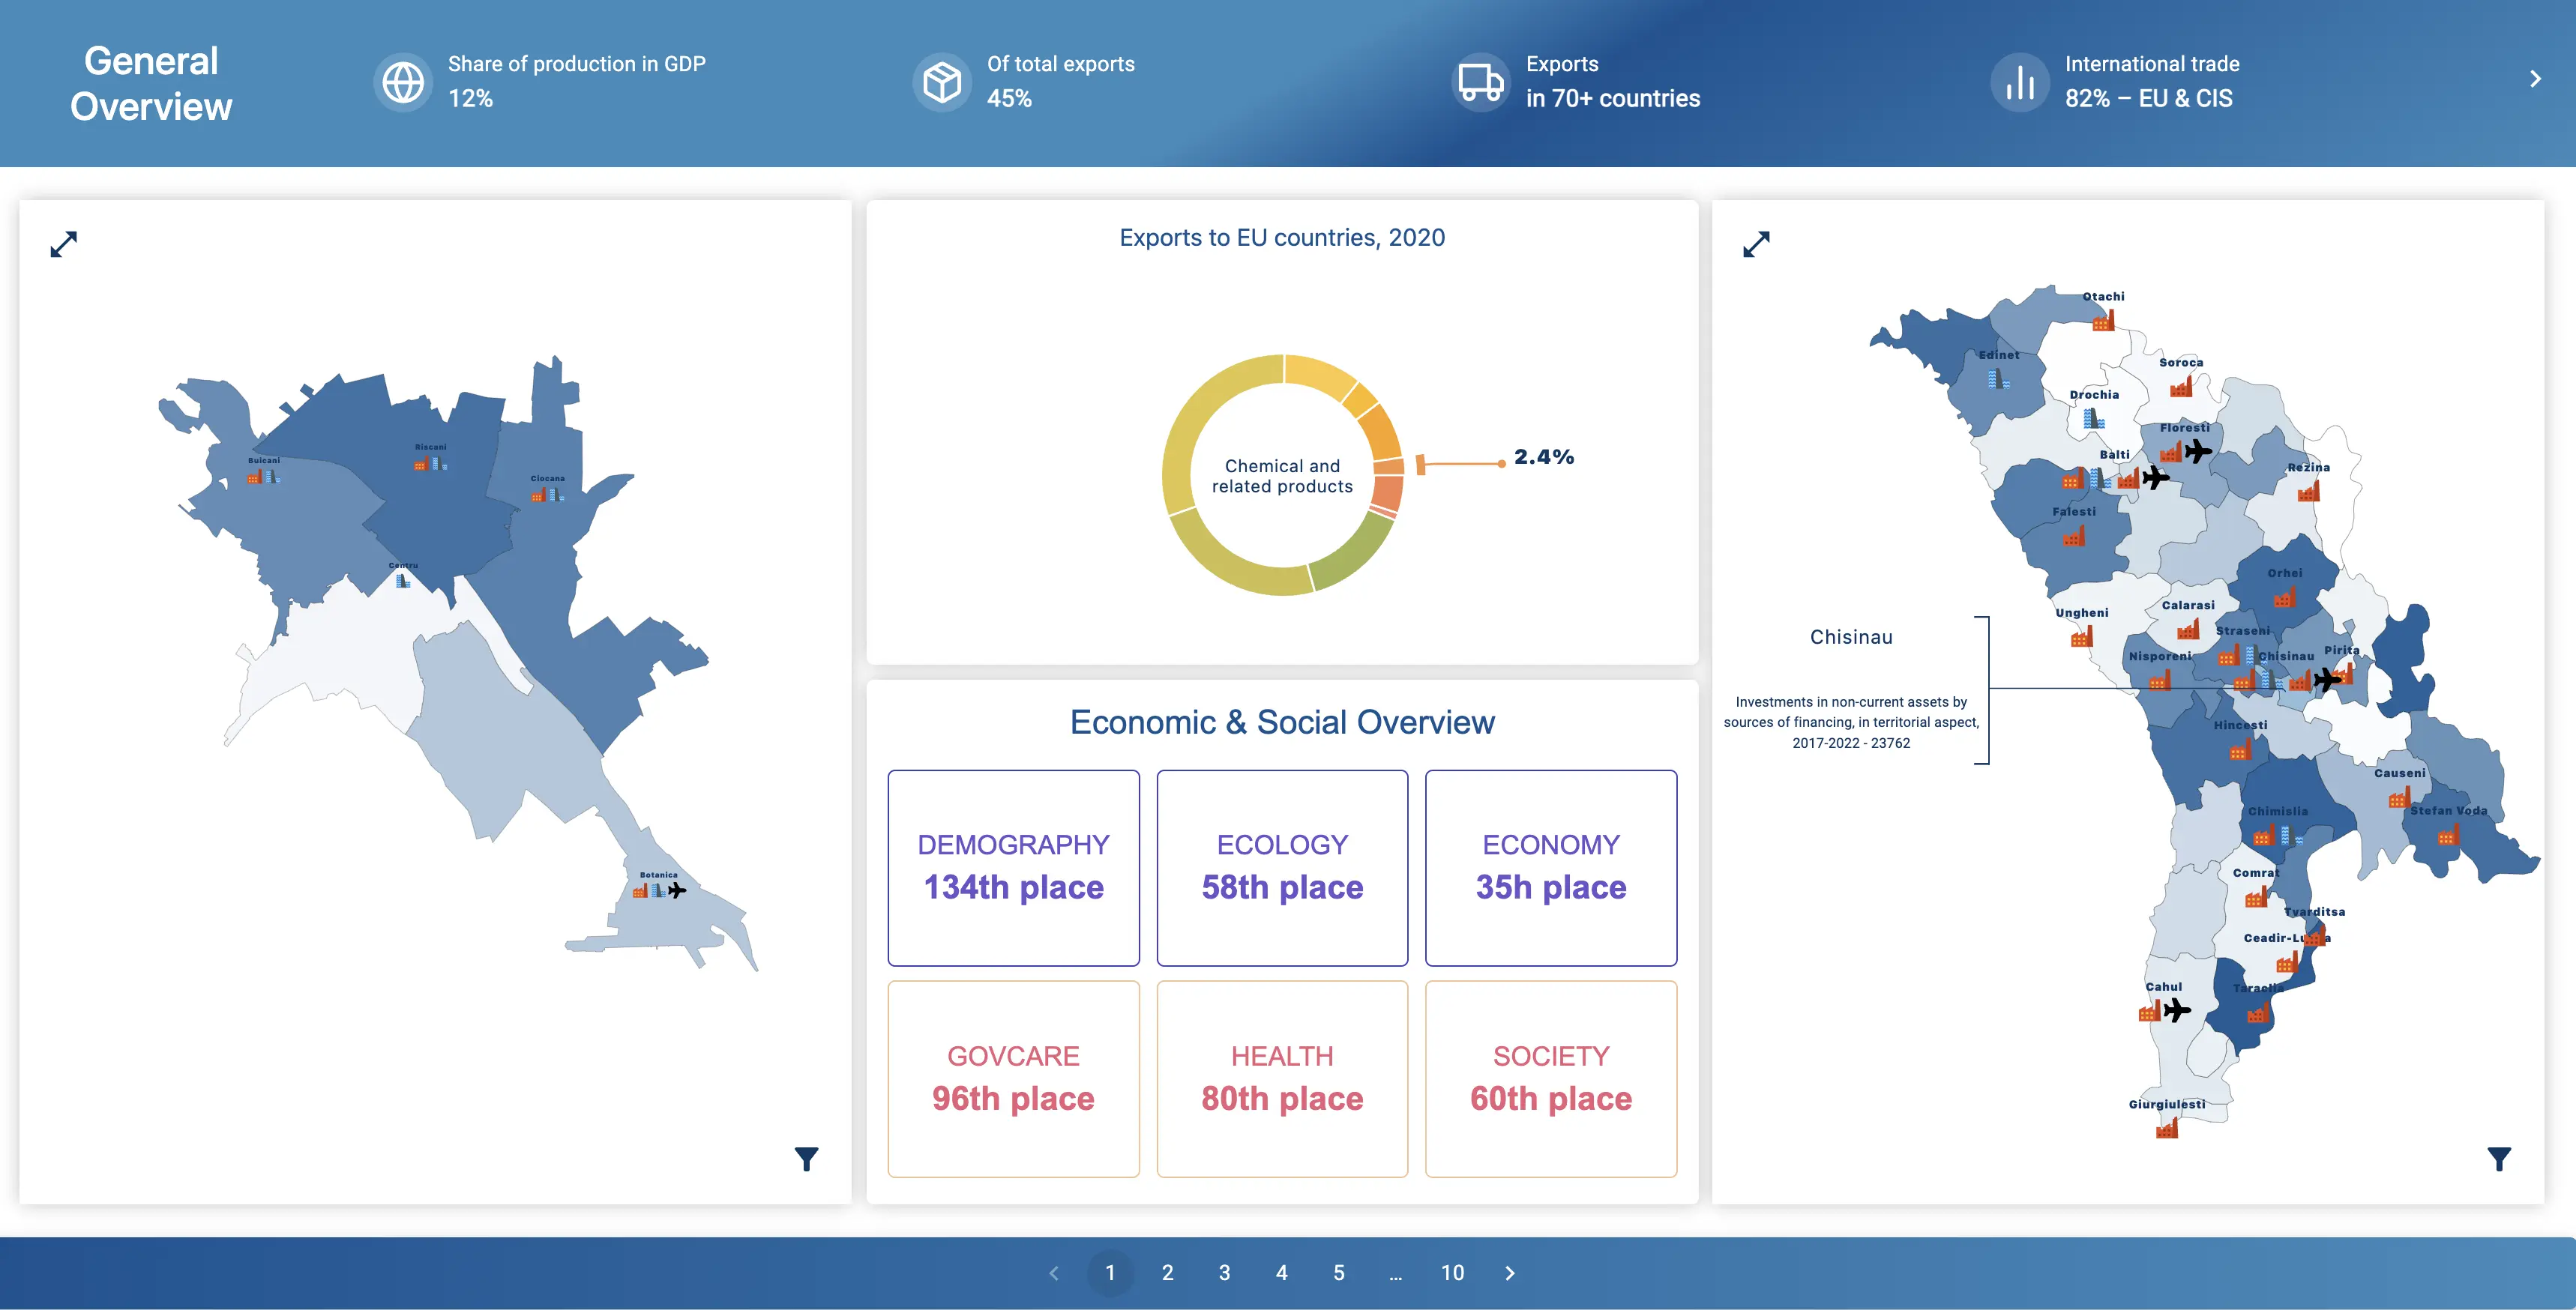 General
Overview
Share of production in GDP
12%
Of total exports
45%
Exports
in 70+ countries
International trade
82% – EU & CIS
Buicani
Riscani
Ciocana
Centru
Botanica
Exports to EU countries, 2020
Chemical and
related products
2.4%
Economic & Social Overview
DEMOGRAPHY
134th place
ECOLOGY
58th place
ECONOMY
35h place
GOVCARE
96th place
HEALTH
80th place
SOCIETY
60th place
Chisinau
Investments in non-current assets by
sources of financing, in territorial aspect,
2017-2022 - 23762
Otachi
Edinet
Soroca
Drochia
Floresti
Balti
Rezina
Falesti
Orhei
Calarasi
Ungheni
Straseni
Pirita
Nisporeni
Chisinau
Hincesti
Causeni
Chimislia
Stefan Voda
Comrat
Tvarditsa
Cahul
Taraclia
Giurgiulesti
1 2 3 4 5 ... 10